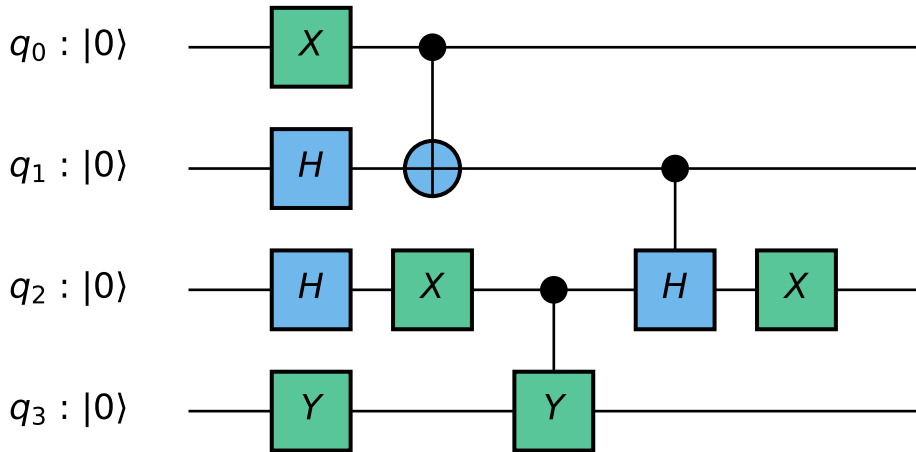 q₀ : |0⟩ X
q₁ : |0⟩ H H
q₂ : |0⟩ H X H X
q₃ : |0⟩ Y Y